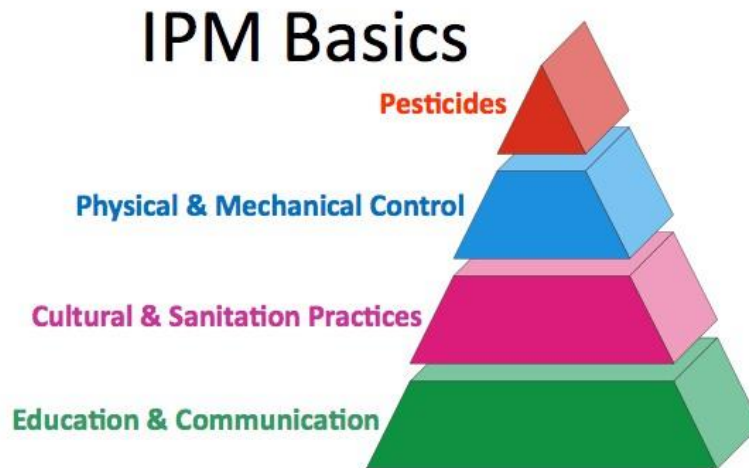 IPM Basics
Pesticides
Physical & Mechanical Control
Cultural & Sanitation Practices
Education & Communication